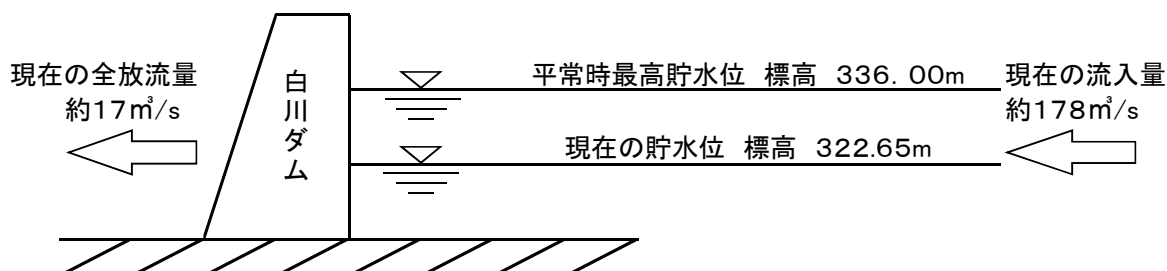 現在の全放流量
約17㎥/s
白川ダム
平常時最高貯水位 標高 336.00m
現在の貯水位 標高 322.65m
現在の流入量
約178㎥/s